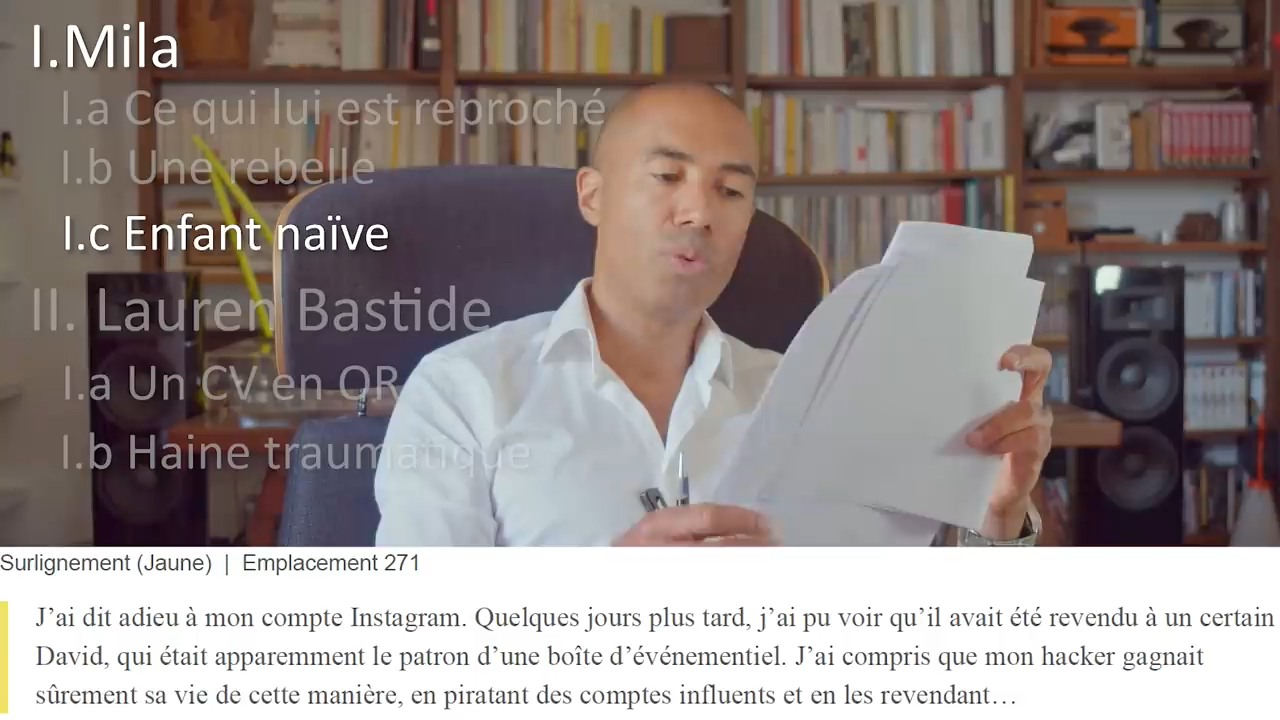 I.Mila
I.a Ce qui lui est reproché
I.b Une rebelle
I.c Enfant naïve
II. Lauren Bastide
I.a Un CV en OR
I.b Haine traumatique
Surlignement (Jaune) | Emplacement 271
J’ai dit adieu à mon compte Instagram. Quelques jours plus tard, j’ai pu voir qu’il avait été revendu à un certain
David, qui était apparemment le patron d’une boîte d’événementiel. J’ai compris que mon hacker gagnait
sûrement sa vie de cette manière, en piratant des comptes influents et en les revendant…